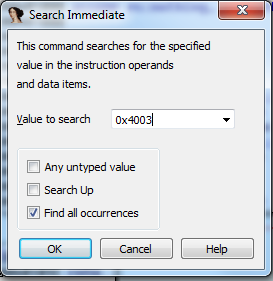 Search Immediate
This command searches for the specified
value in the instruction operands
and data items.
Value to search 0x4003
Any untyped value
Search Up
Find all occurrences
OK Cancel Help